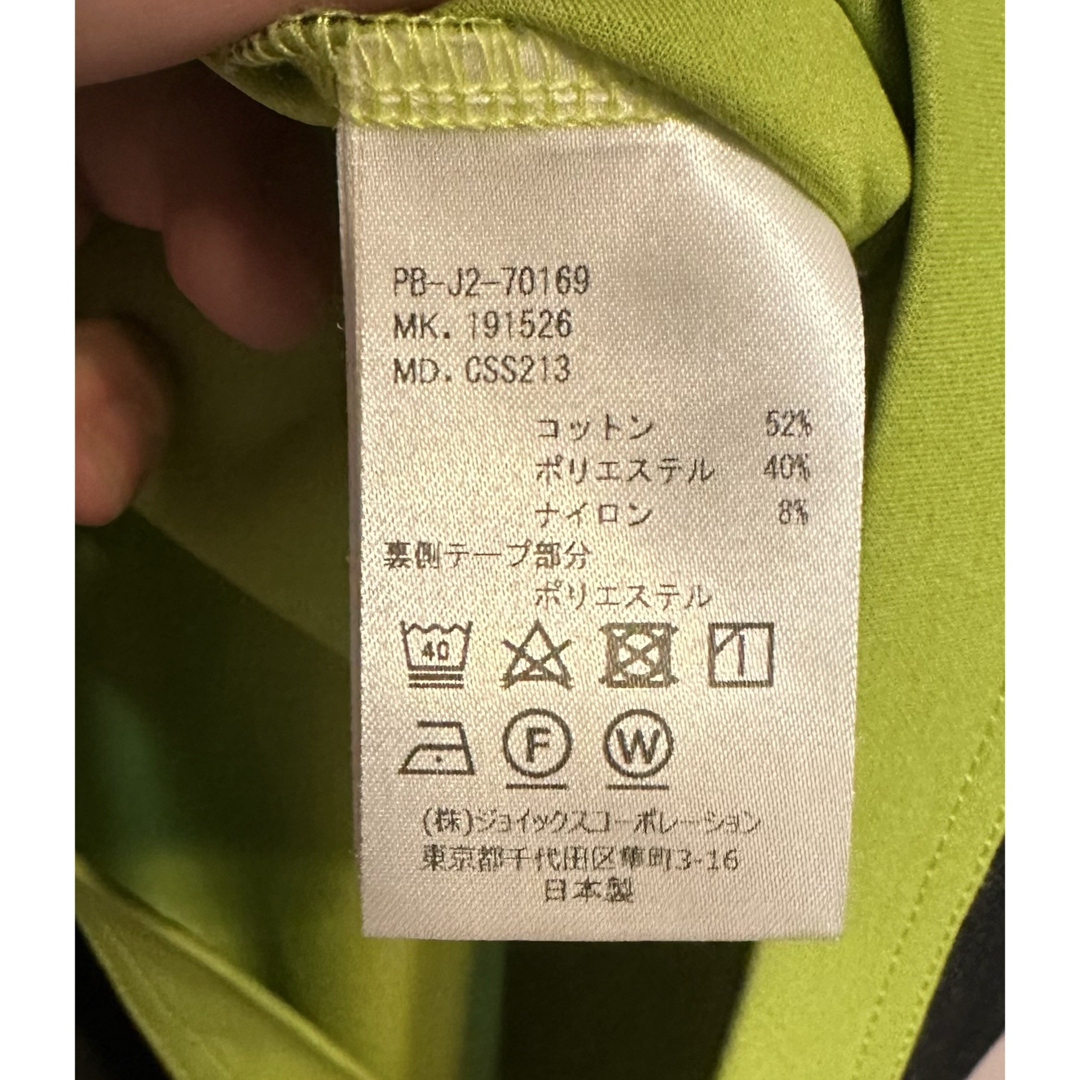 PB-J2-70169
MK. 191526
MD. CSS213
コットン 52%
ポリエステル 40%
ナイロン 8%
裏側テープ部分
ポリエステル
40
F W
(株)ジョイックスコーポレーション
東京都千代田区隼町3-16
日本製